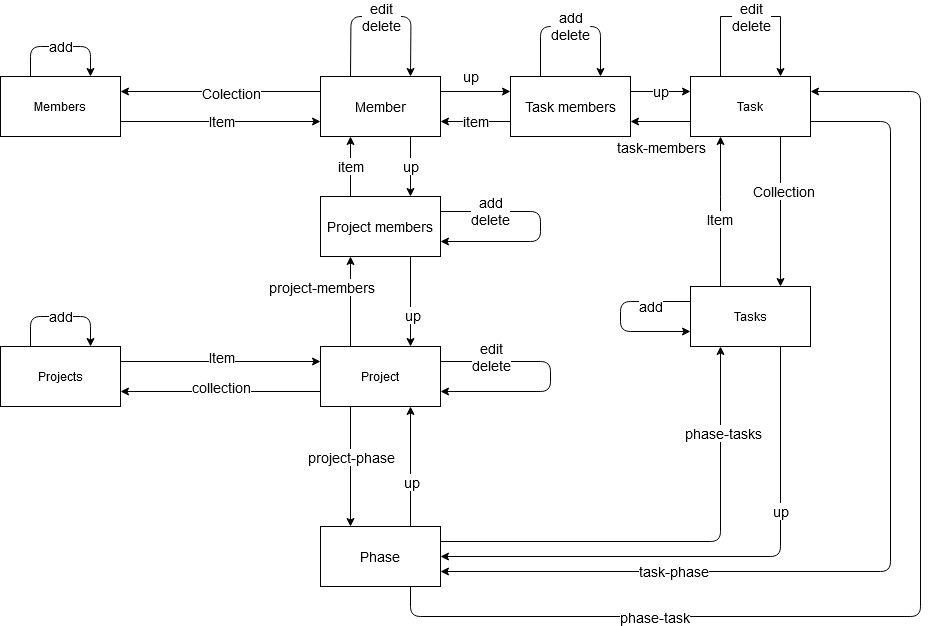 edit
delete
add
delete
edit
delete
add
Members
Colection
Item
Member
up
item
Task members
up
task-members
Task
item
up
Collection
Item
Project members
add
delete
project-members
up
add
Tasks
add
Projects
Item
collection
Project
edit
delete
phase-tasks
project-phase
up
up
Phase
task-phase
phase-task